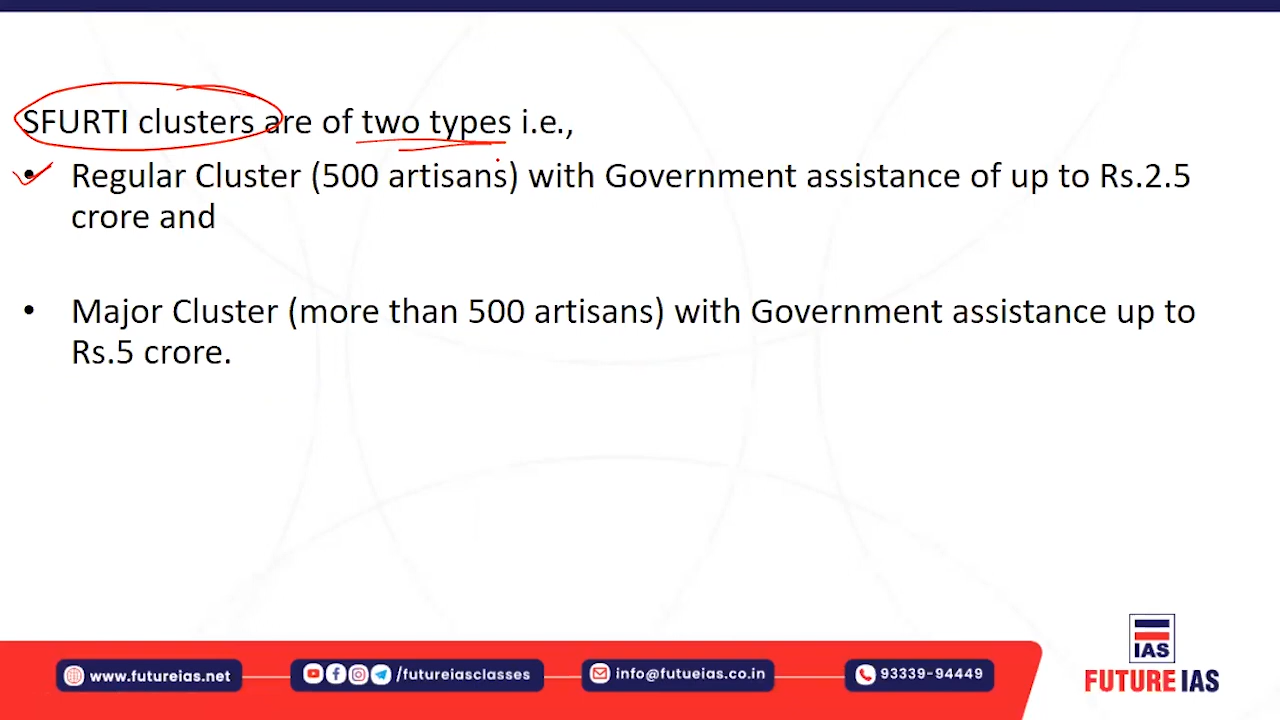 SFURTI clusters are of two types i.e.,
• Regular Cluster (500 artisans) with Government assistance of up to Rs.2.5
crore and
• Major Cluster (more than 500 artisans) with Government assistance up to
Rs.5 crore.
IAS
www.futureias.net /futureiasclasses info@futueias.co.in 93339-94449 FUTURE IAS